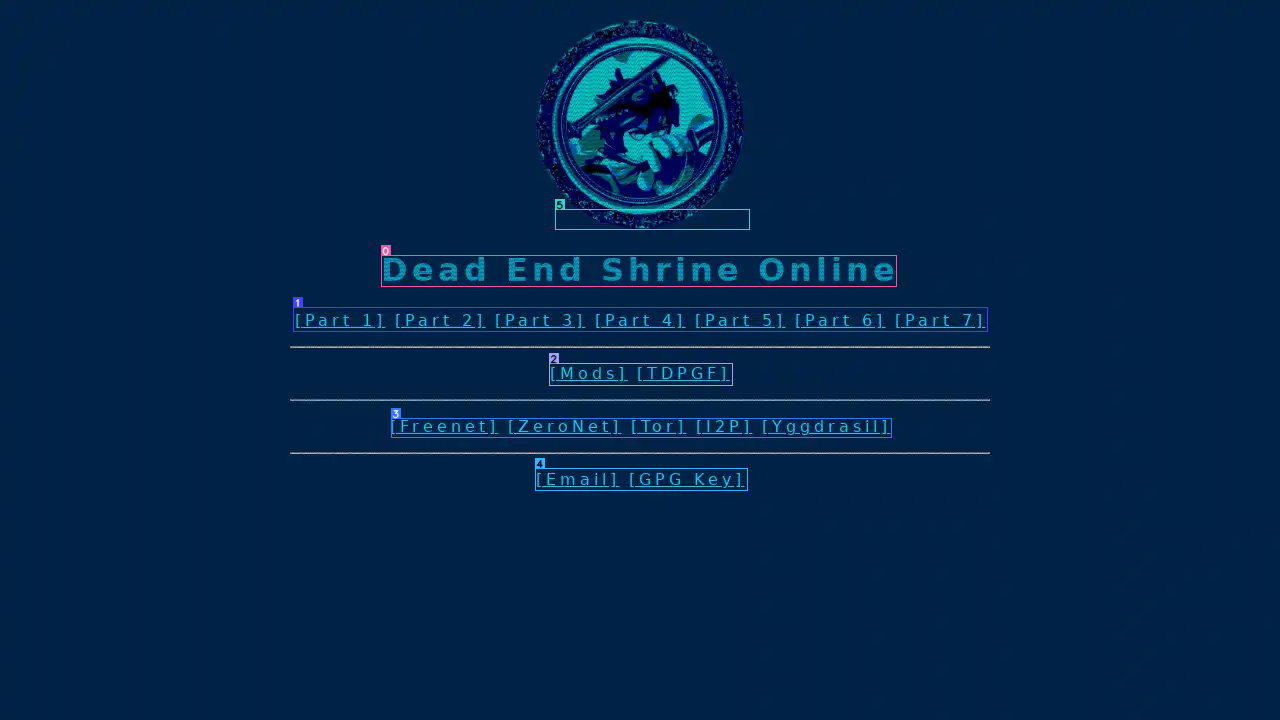 Dead End Shrine Online
[Part 1] [Part 2] [Part 3] [Part 4] [Part 5] [Part 6] [Part 7]
[Mods] [TDPGF]
[Freenet] [ZeroNet] [Tor] [I2P] [Yggdrasil]
[Email] [GPG Key]